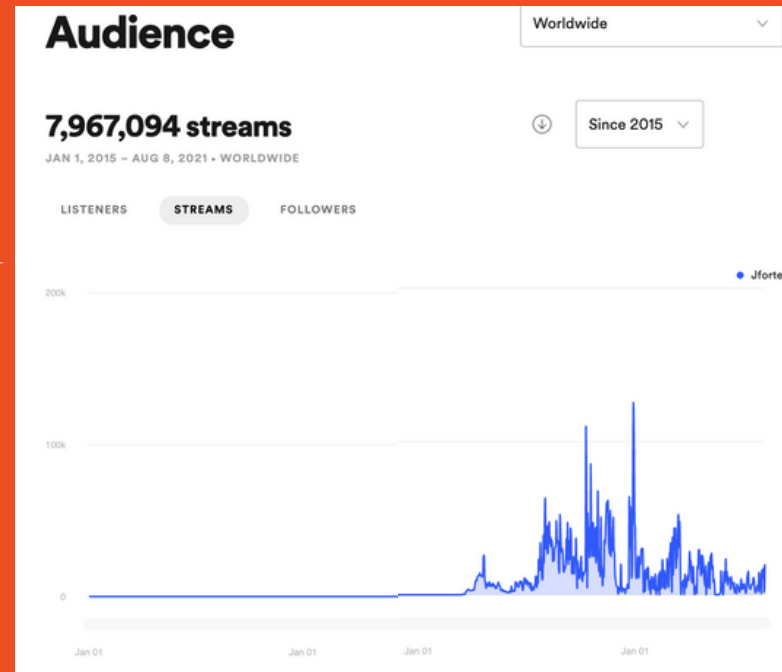 Audience
Worldwide
7,967,094 streams
Since 2015
JAN 1, 2015 – AUG 8, 2021 • WORLDWIDE
LISTENERS STREAMS FOLLOWERS
Jforte
200k
100k
0
Jan 01 Jan 01 Jan 01 Jan 01